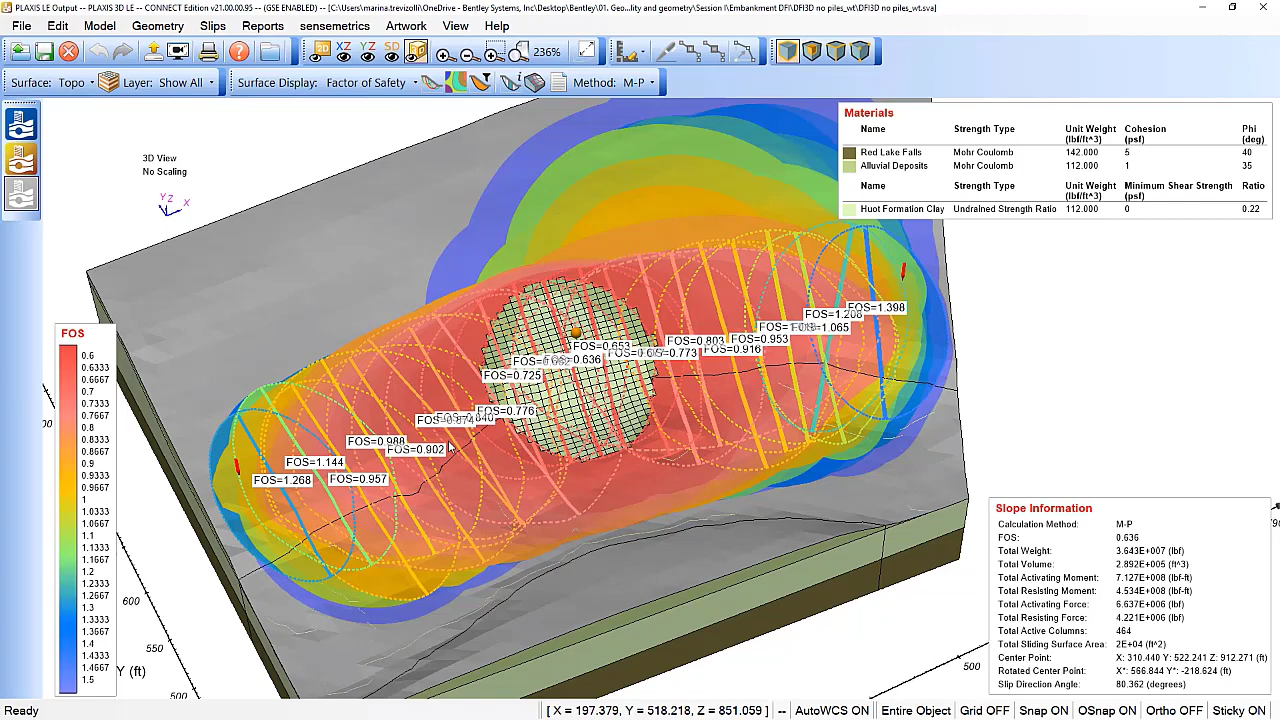 PLAXIS LE Output - PLAXIS 3D LE - CONNECT Edition v21.00.00.95 -- (GSE ENABLED) -- [C:\Users\marina.trevizolli\OneDrive - Bentley Systems, Inc\Desktop\Bentley\01. Geo...lity and geometry\Session I\Embankment DFI\DFI3D no piles_wt\DFI3D no piles_wt.sva]
File Edit Model Geometry Slips Reports sensemetrics Artwork View Help
XZ YZ SD 236%
Surface: Topo Layer: Show All Surface Display: Factor of Safety Method: M-P
3D View
No Scaling
Y Z X
Materials
Name Strength Type Unit Weight Cohesion Phi
(lbf/ft^3) (psf) (deg)
Red Lake Falls Mohr Coulomb 142.000 5 40
Alluvial Deposits Mohr Coulomb 112.000 1 35
Name Strength Type Unit Weight Minimum Shear Strength Ratio
(lbf/ft^3) (psf)
Huot Formation Clay Undrained Strength Ratio 112.000 0 0.22
FOS=1.398
FOS=1.065
FOS=0.803
FOS=0.953
FOS=0.916
FOS=0.653
FOS=0.725
FOS=0.776
FOS=0.988
FOS=0.902
FOS=1.144
FOS=1.268
FOS=0.957
FOS
0.6
0.6333
0.6667
0.7
0.7333
0.7667
0.8
0.8333
0.8667
0.9
0.9333
0.9667
1
1.0333
1.0667
1.1
1.1333
1.1667
1.2
1.2333
1.2667
1.3
1.3333
1.3667
1.4
1.4333
1.4667
1.5
600
550
Y (ft)
500
500
Slope Information
Calculation Method: M-P
FOS: 0.636
Total Weight: 3.643E+007 (lbf)
Total Volume: 2.892E+005 (ft^3)
Total Activating Moment: 7.127E+008 (lbf-ft)
Total Resisting Moment: 4.534E+008 (lbf-ft)
Total Activating Force: 6.637E+006 (lbf)
Total Resisting Force: 4.221E+006 (lbf)
Total Active Columns: 464
Total Sliding Surface Area: 2E+04 (ft^2)
Center Point: X: 310.440 Y: 522.241 Z: 912.271 (ft)
Rotated Center Point: X*: 566.844 Y*: -218.624 (ft)
Slip Direction Angle: 80.362 (degrees)
Ready [ X = 197.379, Y = 518.218, Z = 851.059 ] -- AutoWCS ON Entire Object Grid OFF Snap ON OSnap ON Ortho OFF Sticky ON